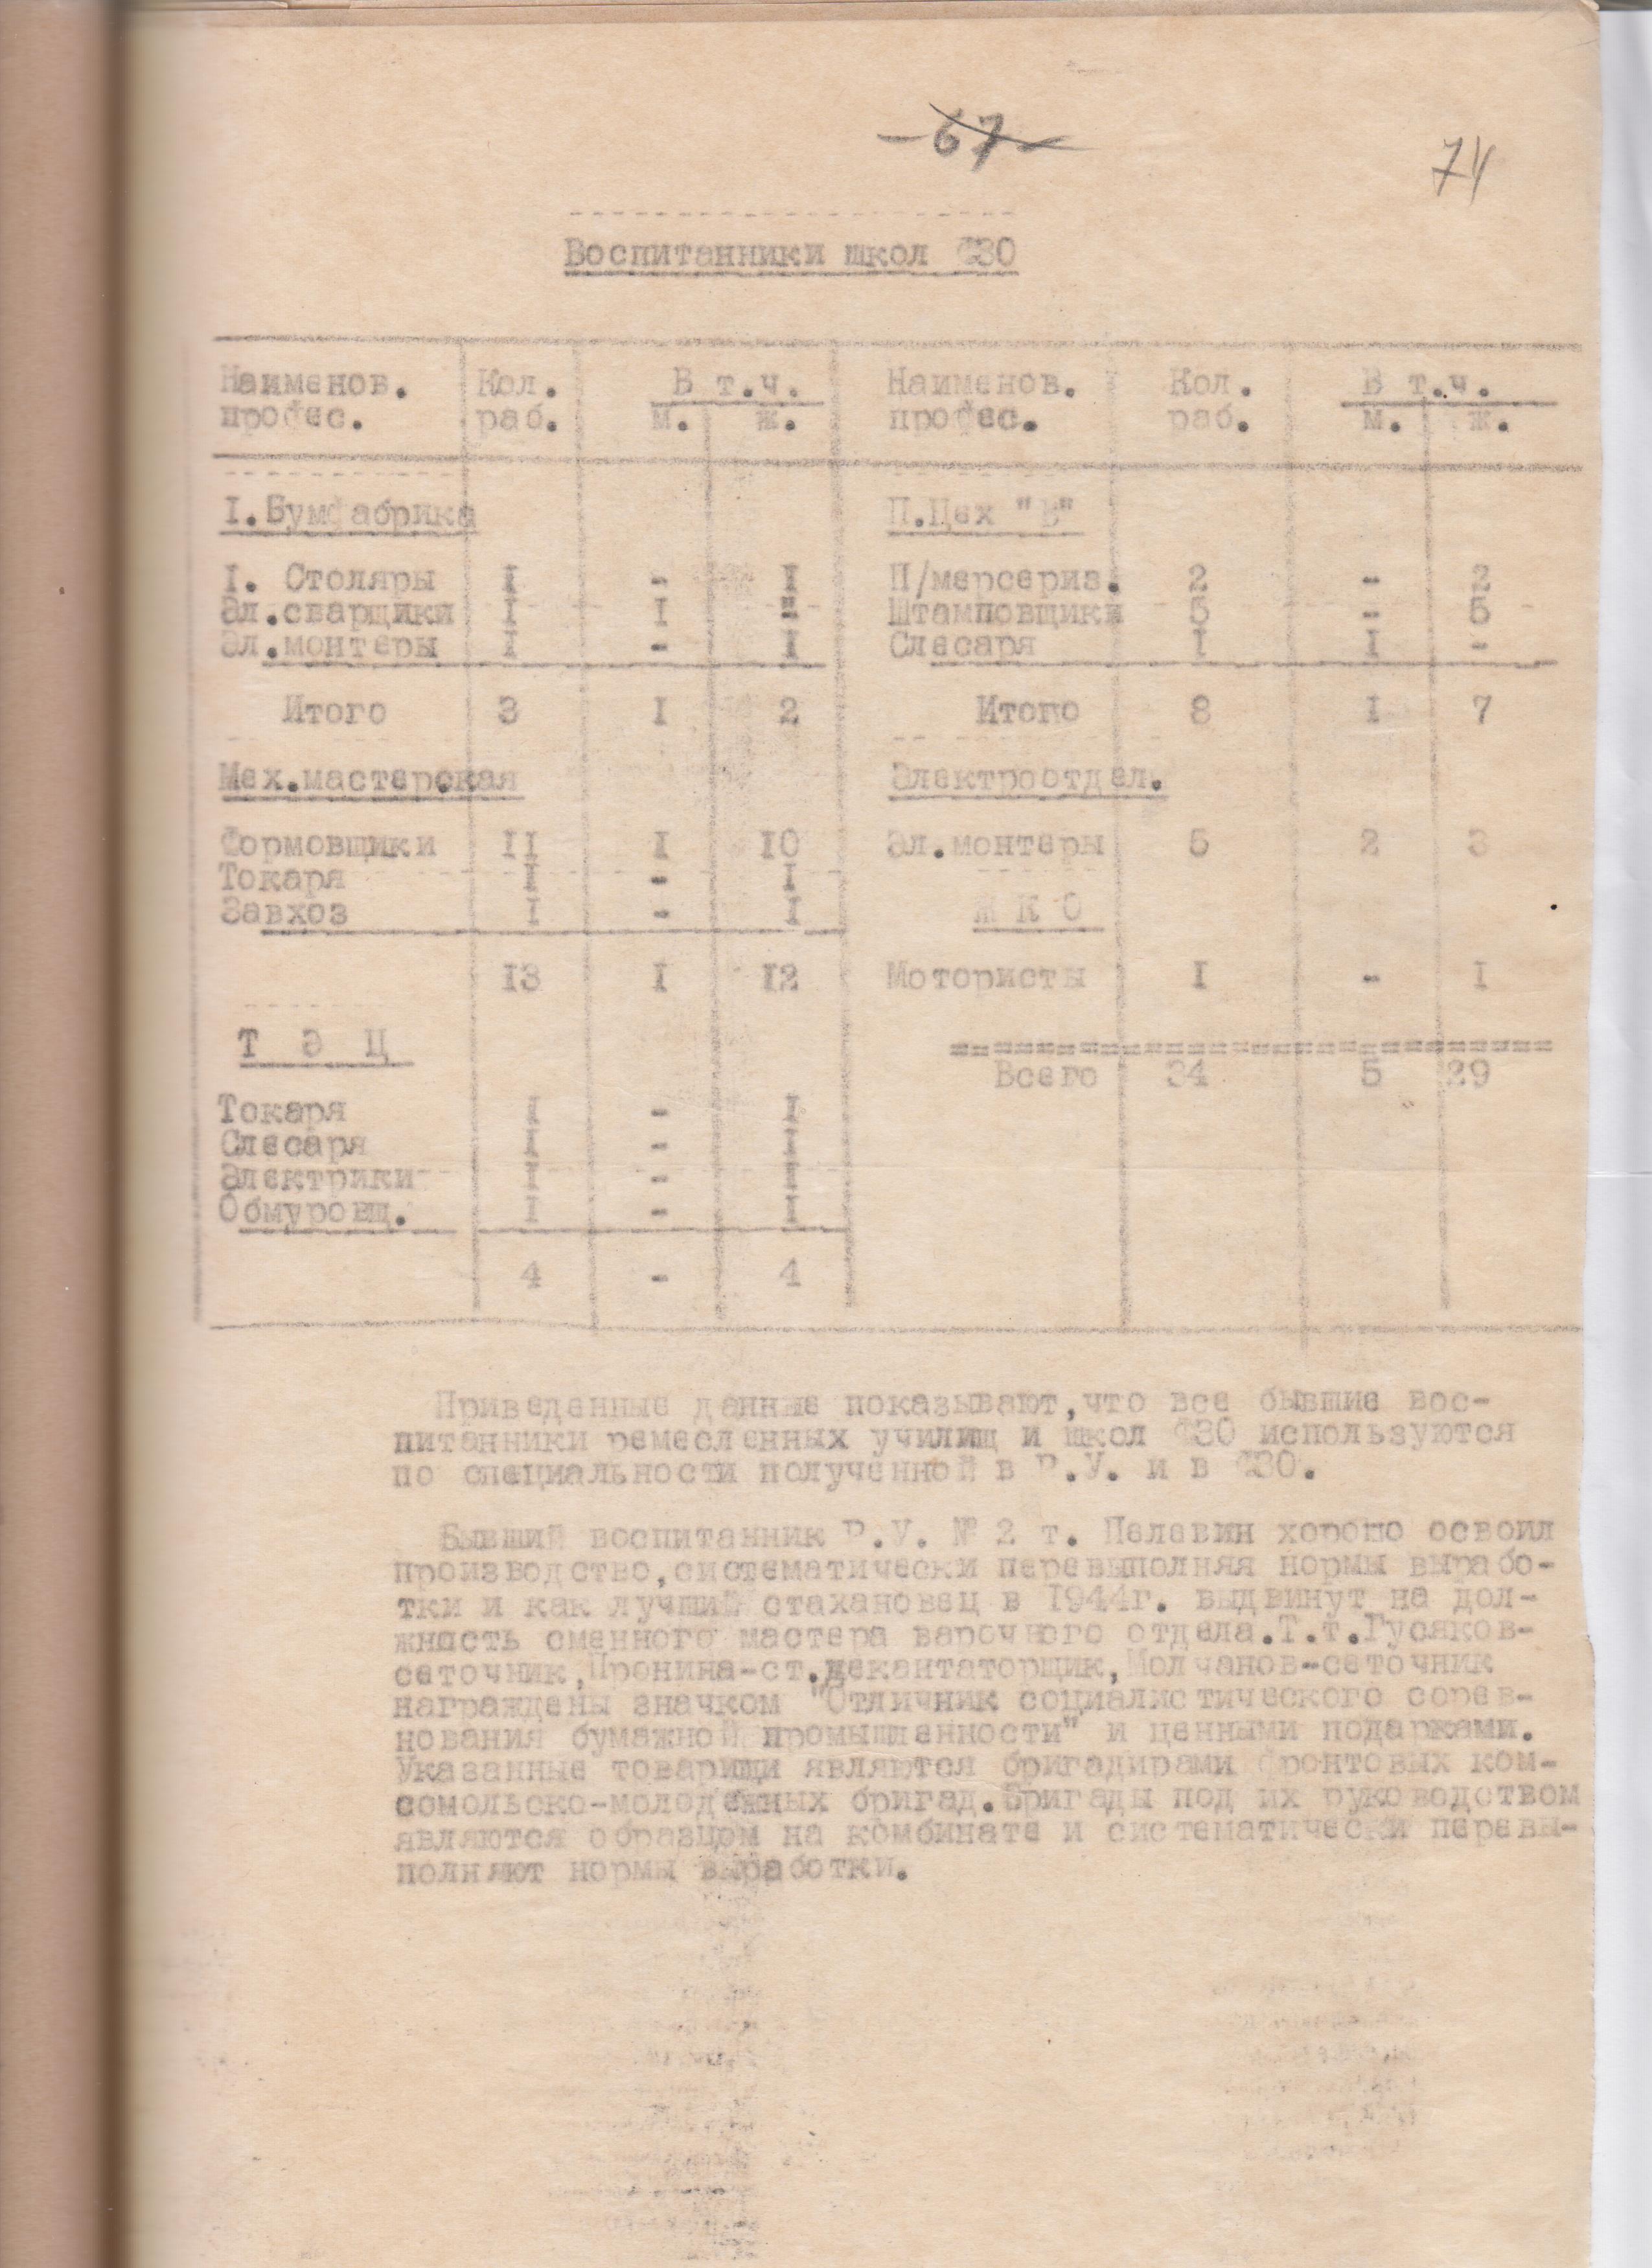 -67-
74
Воспитанники школ ФЗО
Наименов. Кол. В т.ч. Наименов. Кол. В т.ч.
профес. раб. м. ж. профес. раб. м. ж.
I.Бумфабрика П.Цех "В"
I. Столяры I - I П/мерсериз. 2 - 2
Эл.сварщики I I - Штамповщики 5 - 5
Эл.монтеры I - I Слесаря I I -
Итого 3 I 2 Итого 8 I 7
Мех.мастерская Электроотдел.
Формовщики II I IO Эл.монтеры 5 2 3
Токаря I - I
Завхоз I - I Ж К О
I3 I I2 Мотористы I - I
Т Э Ц
Всего 34 5 29
Токаря I - I
Слесаря I - I
Электрики I - I
Обмуровщ. I - I
4 - 4
Приведенные данные показывают,что все бывшие вос-
питанники ремесленных училищ и школ ФЗО используются
по специальности полученной в Р.У. и в ФЗО.
Бывший воспитанник Р.У. № 2 т. Пелевин хорошо освоил
производство,систематически перевыполняя нормы вырабо-
тки и как лучший стахановец в 1944г. выдвинут на дол-
жность сменного мастера варочного отдела.Т.т.Гусяков-
сеточник,Пронина-ст.декантаторщик,Молчанов-сеточник
награждены значком "Отличник социалистического сорев-
нования бумажной промышленности" и ценными подарками.
Указанные товарищи являются бригадирами фронтовых ком-
сомольско-молодежных бригад.Бригады под их руководством
являются образцом на комбинате и систематически перевы-
полняют нормы выработки.